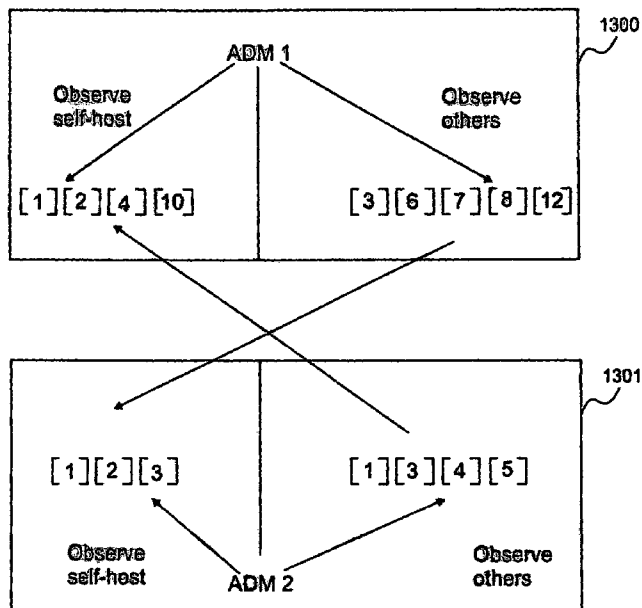 1300
ADM 1
Observe
self-host
Observe
others
[1][2][4][10]
[3][6][7][8][12]
1301
[1][2][3]
[1][3][4][5]
Observe
self-host
ADM 2
Observe
others